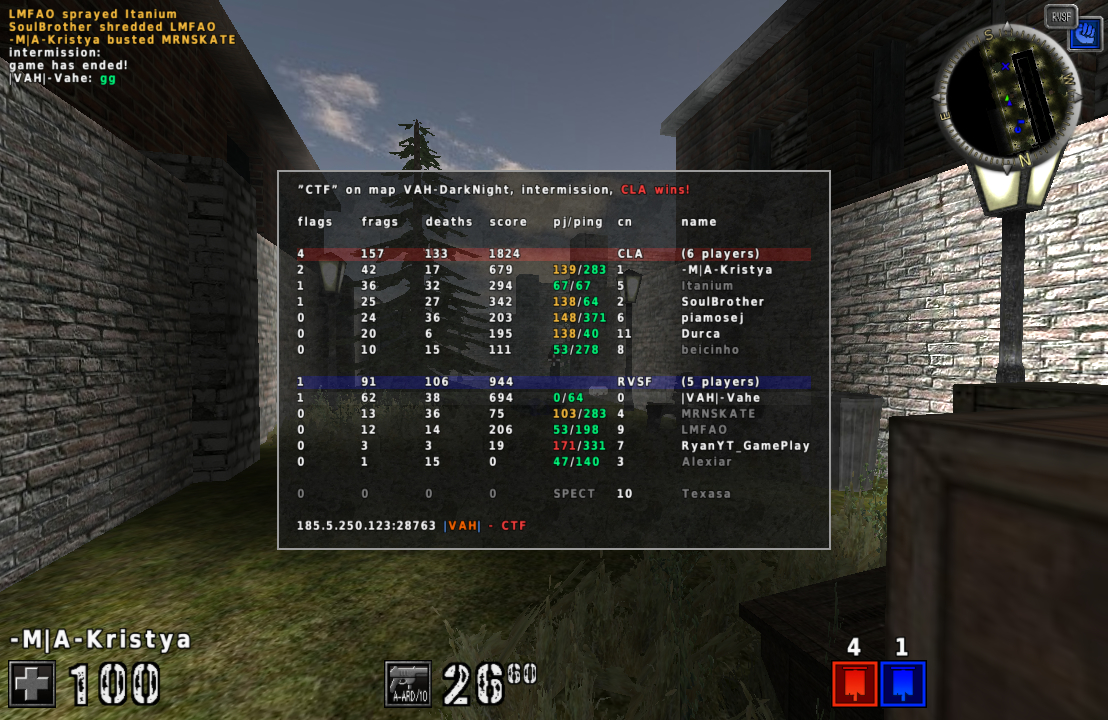 LMFAO sprayed Itanium
SoulBrother shredded LMFAO
-M|A-Kristya busted MRNSKATE
intermission:
game has ended!
|VAH|-Vahe: gg
RVSF
S
W
E
N
"CTF" on map VAH-DarkNight, intermission, CLA wins!
flags frags deaths score pj/ping cn name
4 157 133 1824 CLA (6 players)
2 42 17 679 139/283 1 -M|A-Kristya
1 36 32 294 67/67 5 Itanium
1 25 27 342 138/64 2 SoulBrother
0 24 36 203 148/371 6 piamosej
0 20 6 195 138/40 11 Durca
0 10 15 111 53/278 8 beicinho
1 91 106 944 RVSF (5 players)
1 62 38 694 0/64 0 |VAH|-Vahe
0 13 36 75 103/283 4 MRNSKATE
0 12 14 206 53/198 9 LMFAO
0 3 3 19 171/331 7 RyanYT_GamePlay
0 1 15 0 47/140 3 Alexiar
0 0 0 0 SPECT 10 Texasa
185.5.250.123:28763 |VAH| - CTF
-M|A-Kristya
100
A-ARD/10
26 60
4 1